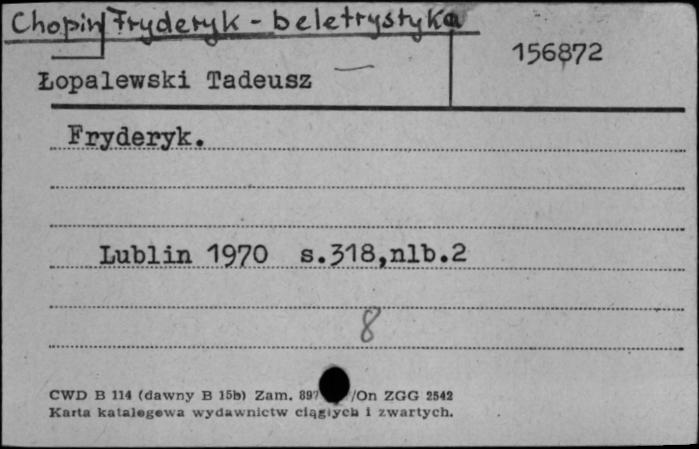 Chopin Fryderyk - beletrystyka
156872
Łopalewski Tadeusz
Fryderyk.
Lublin 1970 s.318,nlb.2
8
CWD B 114 (dawny B 15b) Zam. /On ZGG 2542
Karta katalogowa wydawnictw ciągłych i zwartych.